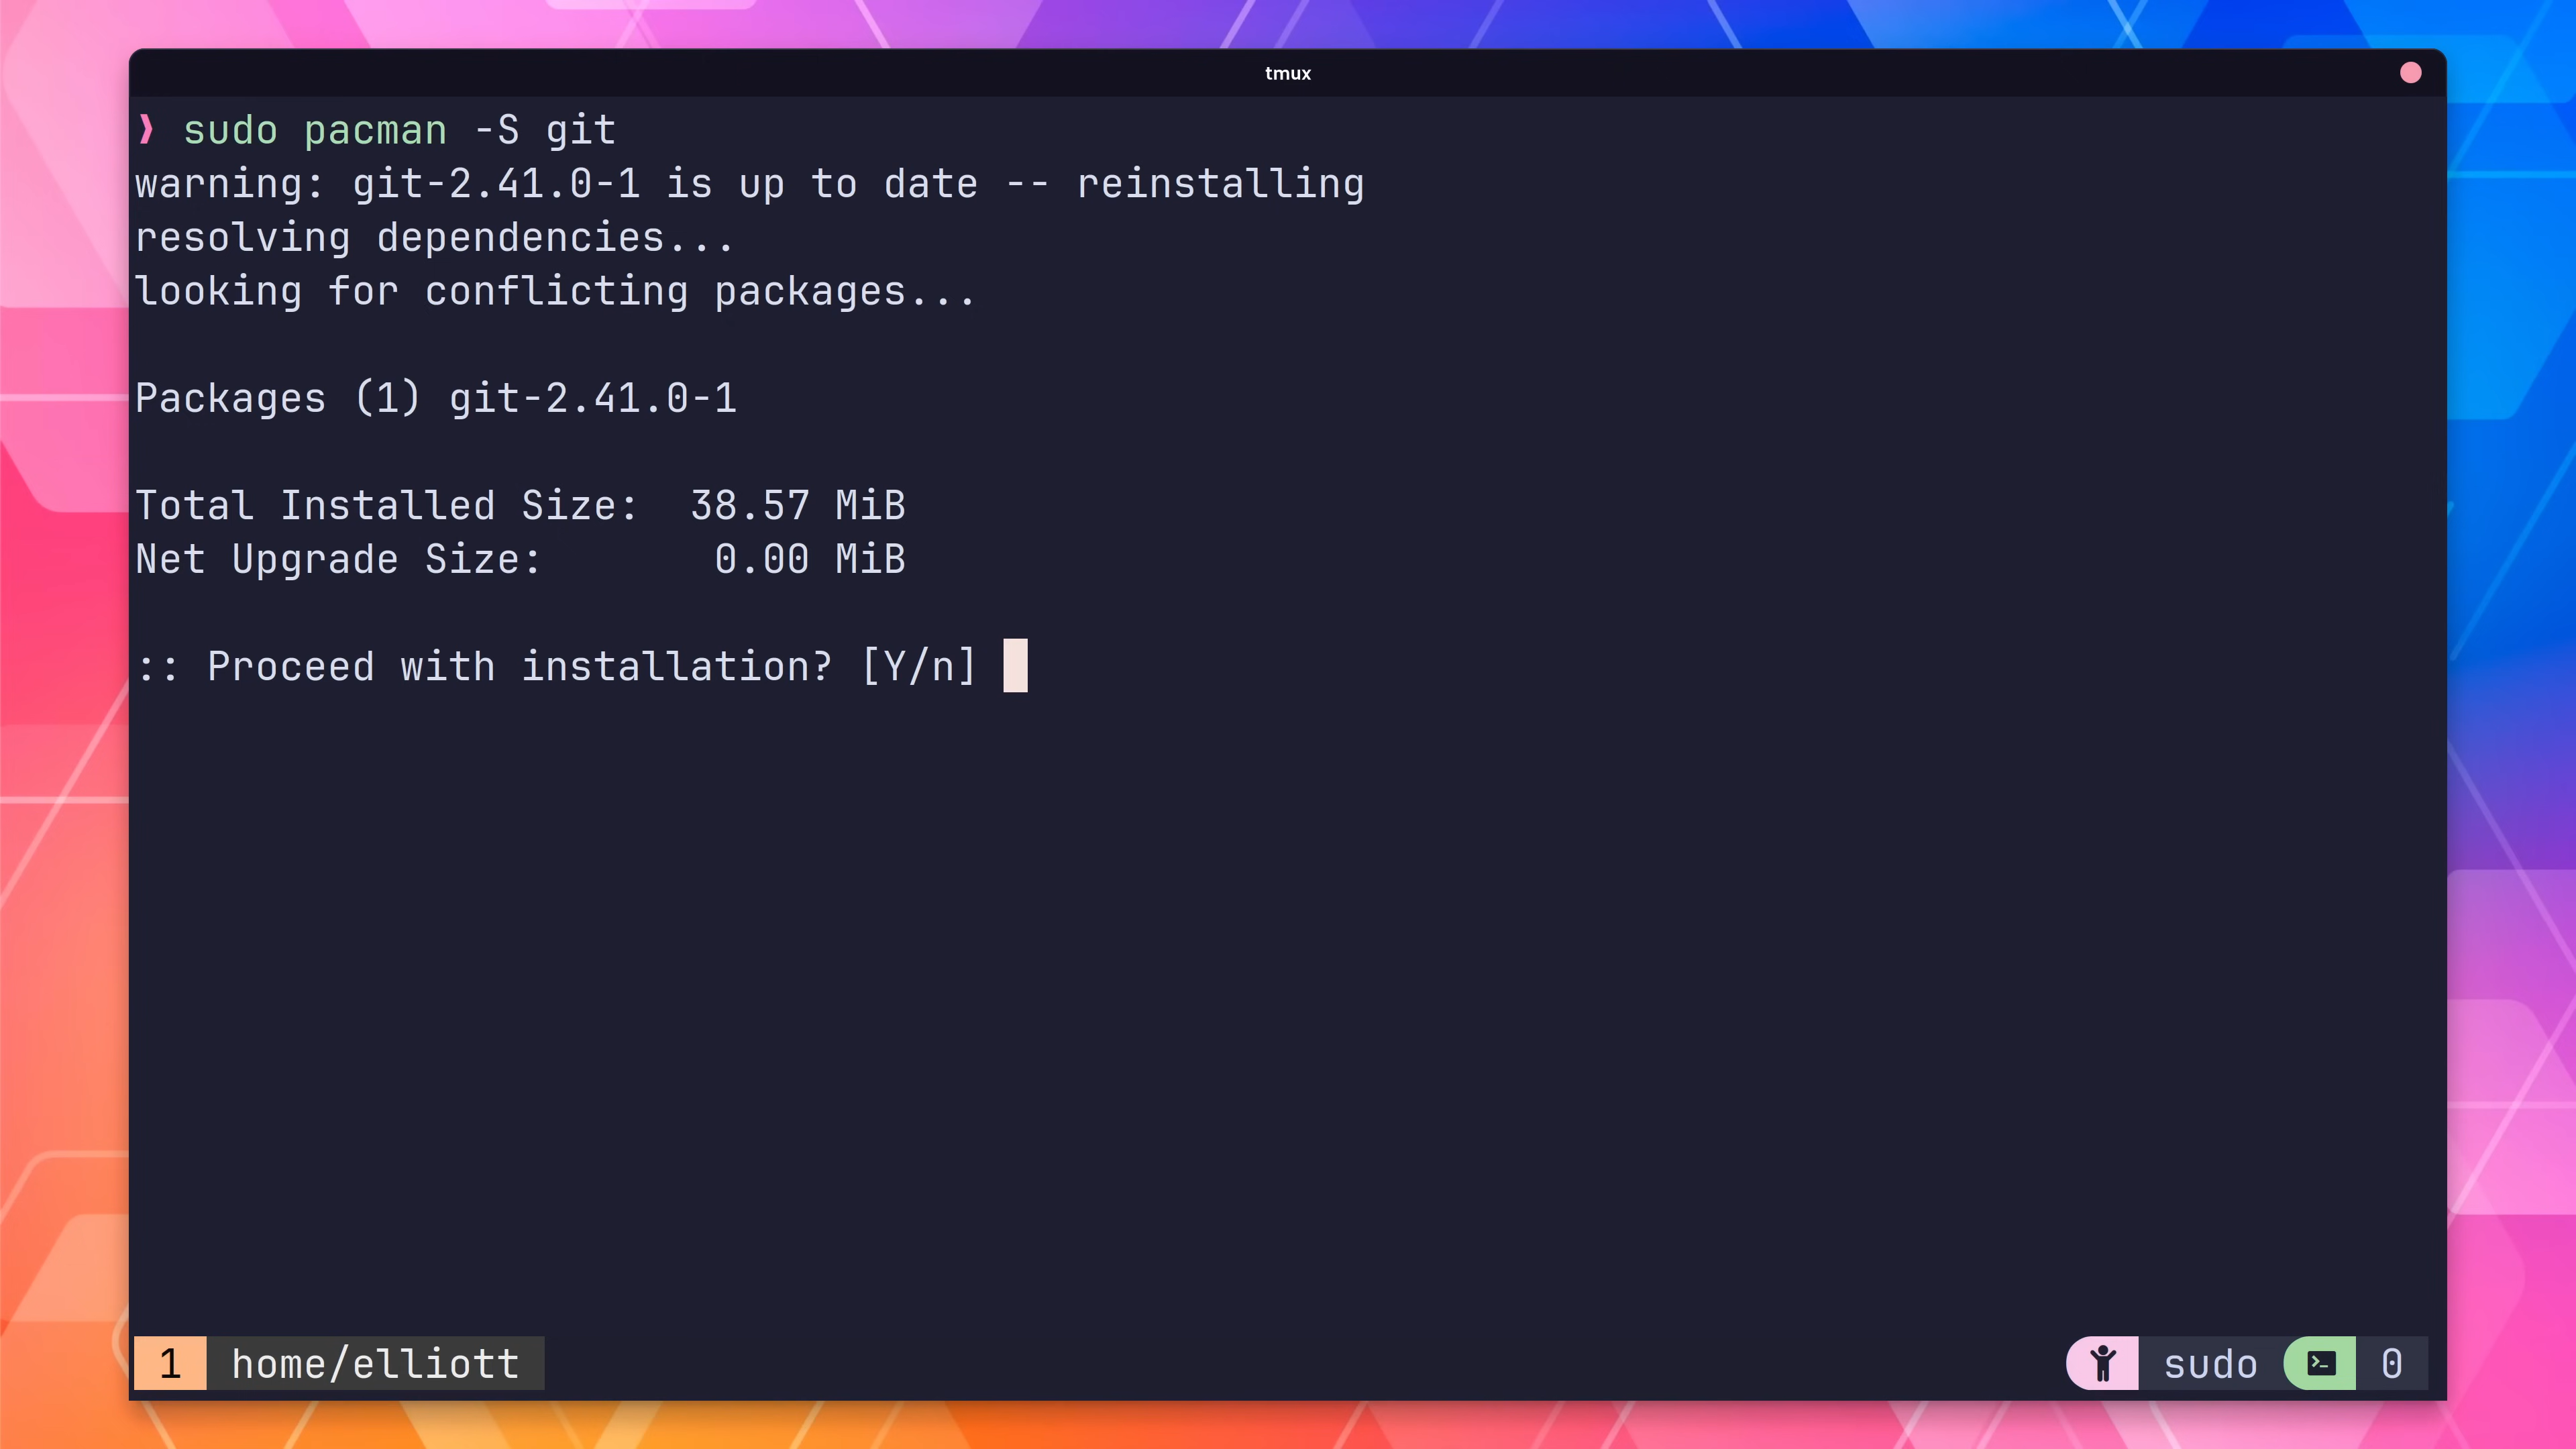 tmux
❯ sudo pacman -S git
warning: git-2.41.0-1 is up to date -- reinstalling
resolving dependencies...
looking for conflicting packages...
Packages (1) git-2.41.0-1
Total Installed Size:  38.57 MiB
Net Upgrade Size:       0.00 MiB
:: Proceed with installation? [Y/n]
1 home/elliott
sudo 0